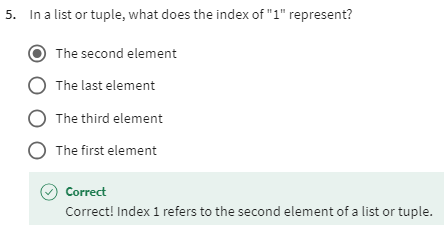 5. In a list or tuple, what does the index of "1" represent?
The second element
The last element
The third element
The first element
Correct
Correct! Index 1 refers to the second element of a list or tuple.